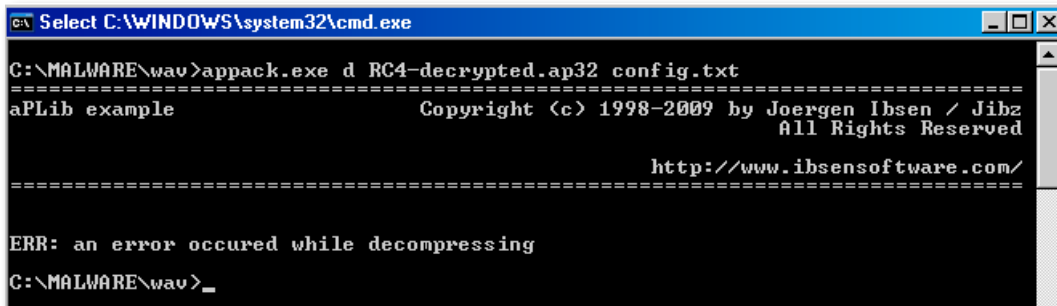 Select C:\WINDOWS\system32\cmd.exe
C:\MALWARE\wav>appack.exe d RC4-decrypted.ap32 config.txt
===============================================================================
aPLib example                   Copyright (c) 1998-2009 by Joergen Ibsen / Jibz
All Rights Reserved
http://www.ibsensoftware.com/
===============================================================================
ERR: an error occured while decompressing
C:\MALWARE\wav>_